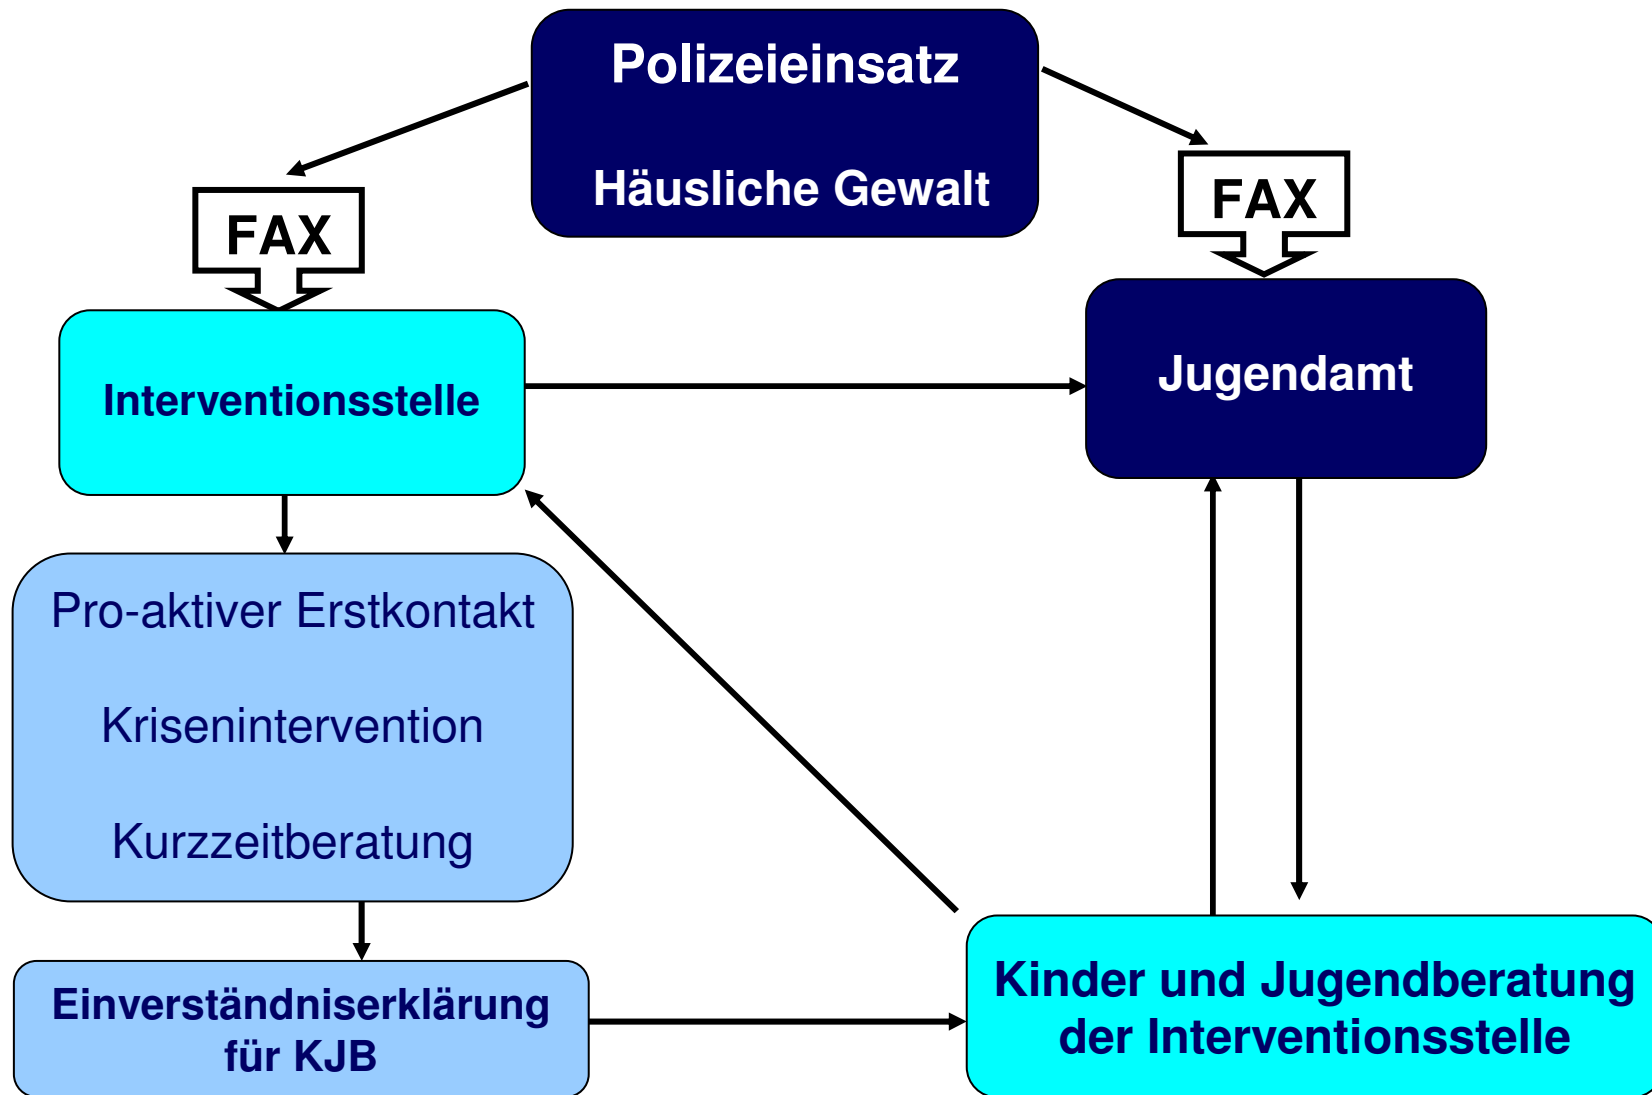 Polizeieinsatz
Häusliche Gewalt
FAX
FAX
Interventionsstelle
Jugendamt
Pro-aktiver Erstkontakt
Krisenintervention
Kurzzeitberatung
Einverständniserklärung
für KJB
Kinder und Jugendberatung
der Interventionsstelle